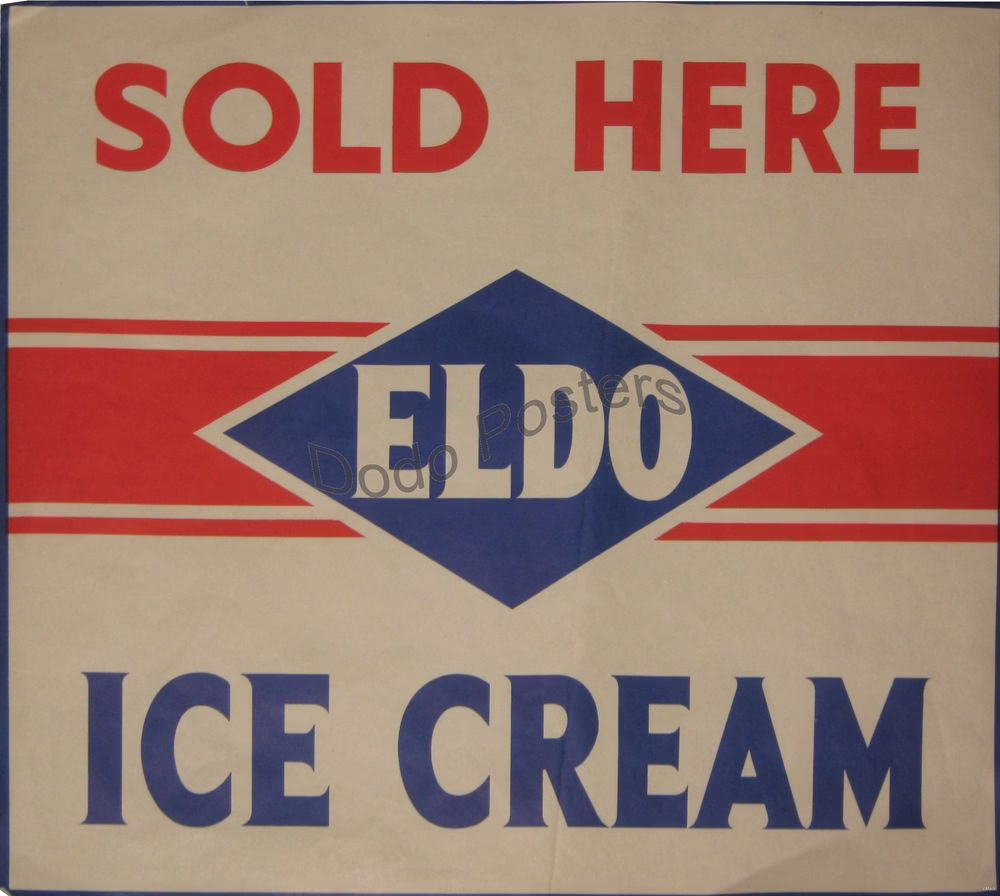 SOLD HERE
ELDO
Dodo Posters
ICE CREAM